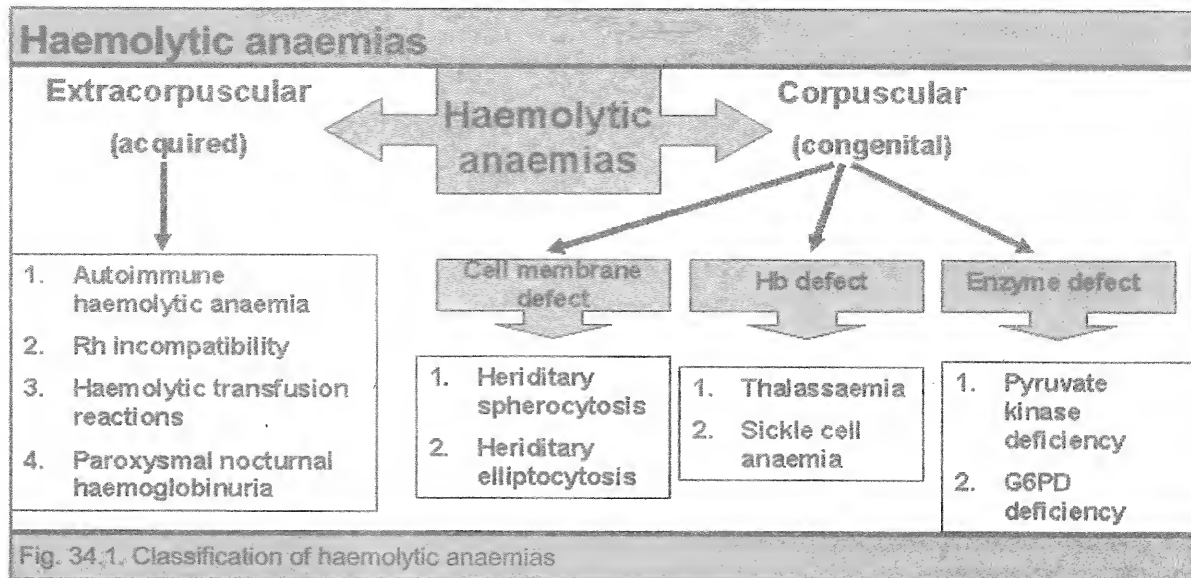 Haemolytic anaemias
Extracorpuscular
(acquired)
Haemolytic
anaemias
Corpuscular
(congenital)
1. Autoimmune
haemolytic anaemia
2. Rh incompatibility
3. Haemolytic transfusion
reactions
4. Paroxysmal nocturnal
haemoglobinuria
Cell membrane
defect
1. Heriditary
spherocytosis
2. Heriditary
elliptocytosis
Hb defect
1. Thalassaemia
2. Sickle cell
anaemia
Enzyme defect
1. Pyruvate
kinase
deficiency
2. G6PD
deficiency
Fig. 34.1. Classification of haemolytic anaemias